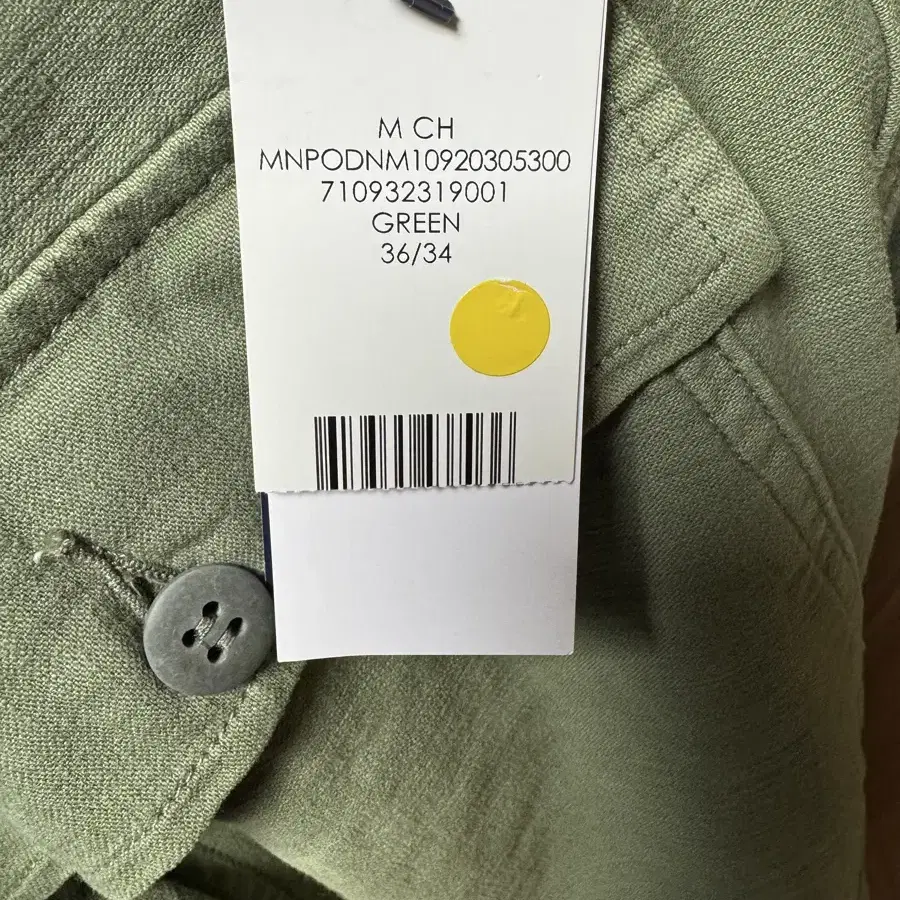 M CH
MNPODNM10920305300
710932319001
GREEN
36/34